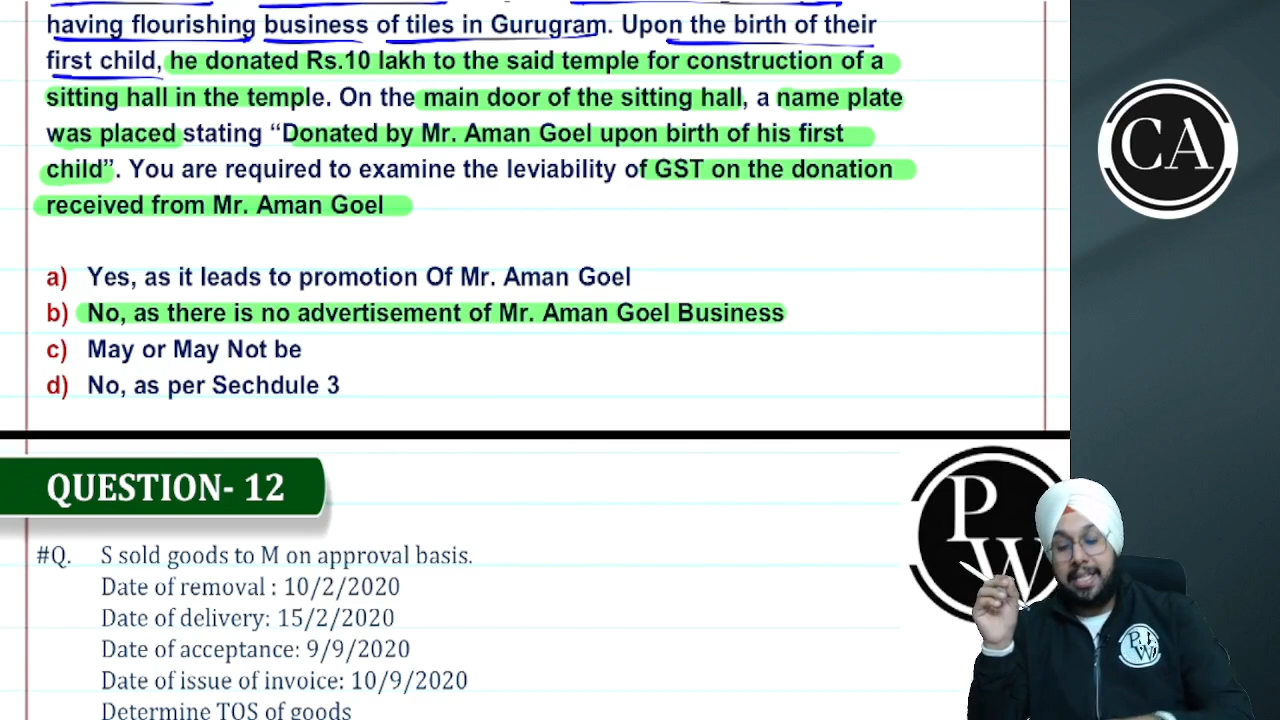 having flourishing business of tiles in Gurugram. Upon the birth of their
first child, he donated Rs.10 lakh to the said temple for construction of a
sitting hall in the temple. On the main door of the sitting hall, a name plate
was placed stating “Donated by Mr. Aman Goel upon birth of his first
child”. You are required to examine the leviability of GST on the donation
received from Mr. Aman Goel
a) Yes, as it leads to promotion Of Mr. Aman Goel
b) No, as there is no advertisement of Mr. Aman Goel Business
c) May or May Not be
d) No, as per Sechdule 3
CA
QUESTION- 12
PW
#Q. S sold goods to M on approval basis.
Date of removal : 10/2/2020
Date of delivery: 15/2/2020
Date of acceptance: 9/9/2020
Date of issue of invoice: 10/9/2020
Determine TOS of goods
PW